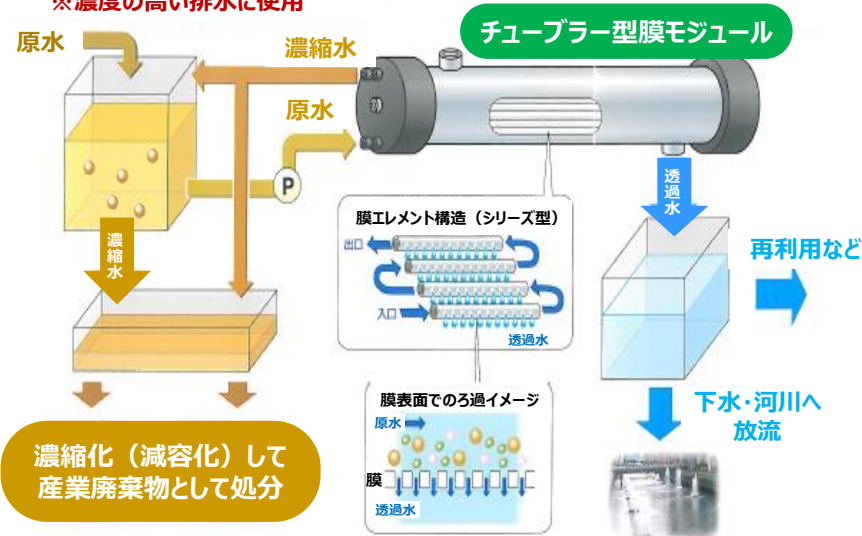 ※濃度の高い排水に使用
チューブラー型膜モジュール
原水
濃縮水
原水
P
透過水
膜エレメント構造（シリーズ型）
出口
入口
透過水
濃縮水
再利用など
膜表面でのろ過イメージ
原水
膜
透過水
下水・河川へ
放流
濃縮化（減容化）して
産業廃棄物として処分